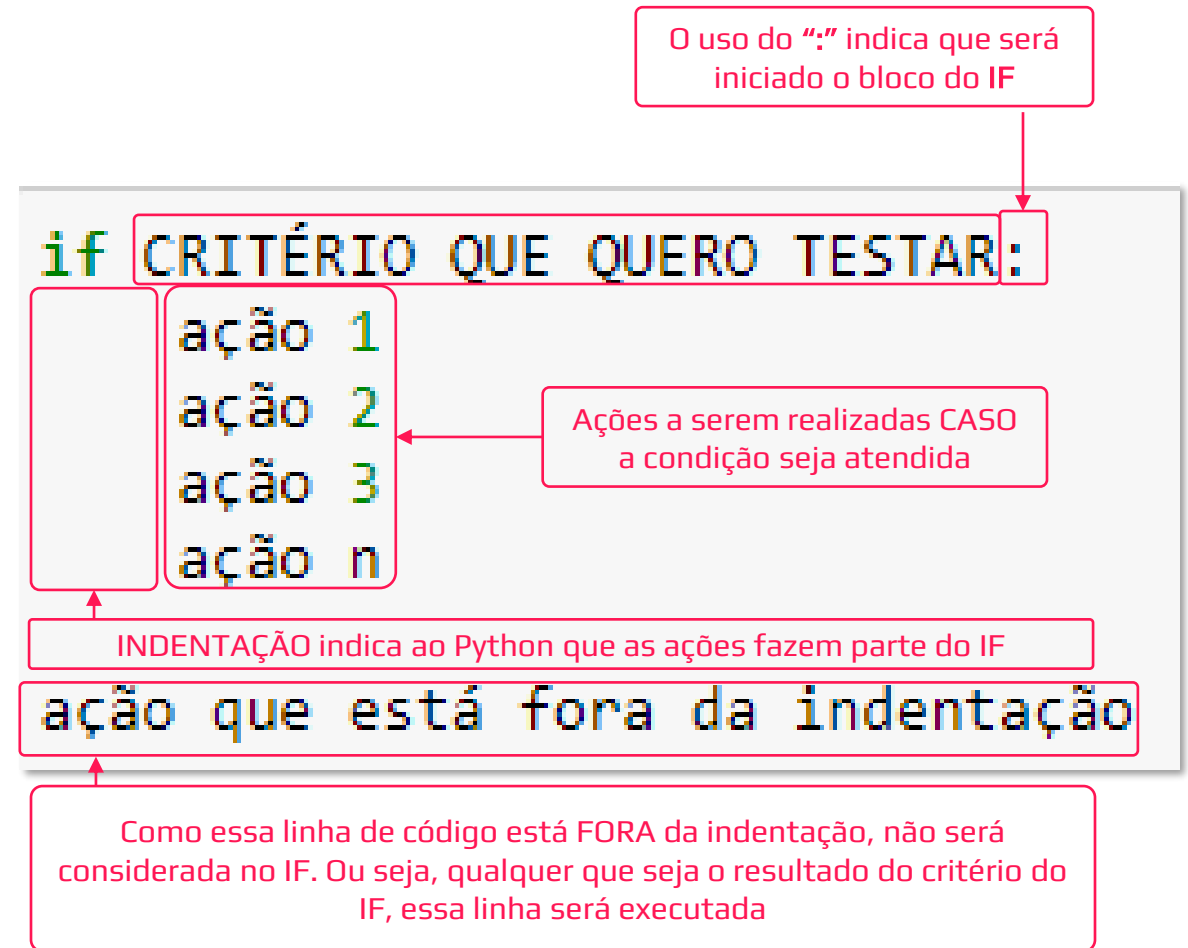 O uso do “:” indica que será
iniciado o bloco do IF
if CRITÉRIO QUE QUERO TESTAR:
ação 1
ação 2
ação 3
ação n
Ações a serem realizadas CASO
a condição seja atendida
INDENTAÇÃO indica ao Python que as ações fazem parte do IF
ação que está fora da indentação
Como essa linha de código está FORA da indentação, não será
considerada no IF. Ou seja, qualquer que seja o resultado do critério do
IF, essa linha será executada